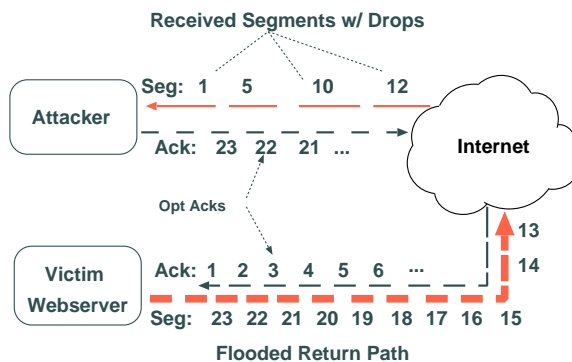 Received Segments w/ Drops
Seg: 1 5 10 12
Attacker
Ack: 23 22 21 ...
Internet
Opt Acks
13
Victim
Webserver
Ack: 1 2 3 4 5 6 ...
14
Seg: 23 22 21 20 19 18 17 16 15
Flooded Return Path